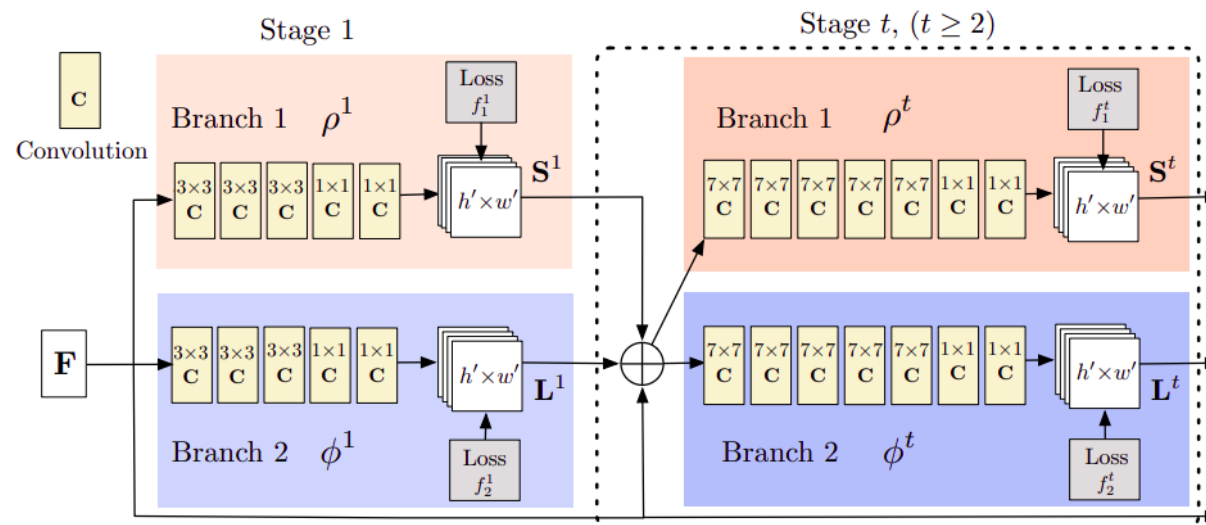 Stage 1
Stage t, (t ≥ 2)
C
Convolution
Branch 1 ρ¹
Loss
f₁¹
3×3 3×3 3×3 1×1 1×1
C C C C C
h′×w′
S¹
Branch 1 ρᵗ
Loss
f₁ᵗ
7×7 7×7 7×7 7×7 7×7 1×1 1×1
C C C C C C C
h′×w′
Sᵗ
F
3×3 3×3 3×3 1×1 1×1
C C C C C
h′×w′
L¹
Branch 2 ϕ¹
Loss
f₂¹
7×7 7×7 7×7 7×7 7×7 1×1 1×1
C C C C C C C
h′×w′
Lᵗ
Branch 2 ϕᵗ
Loss
f₂ᵗ